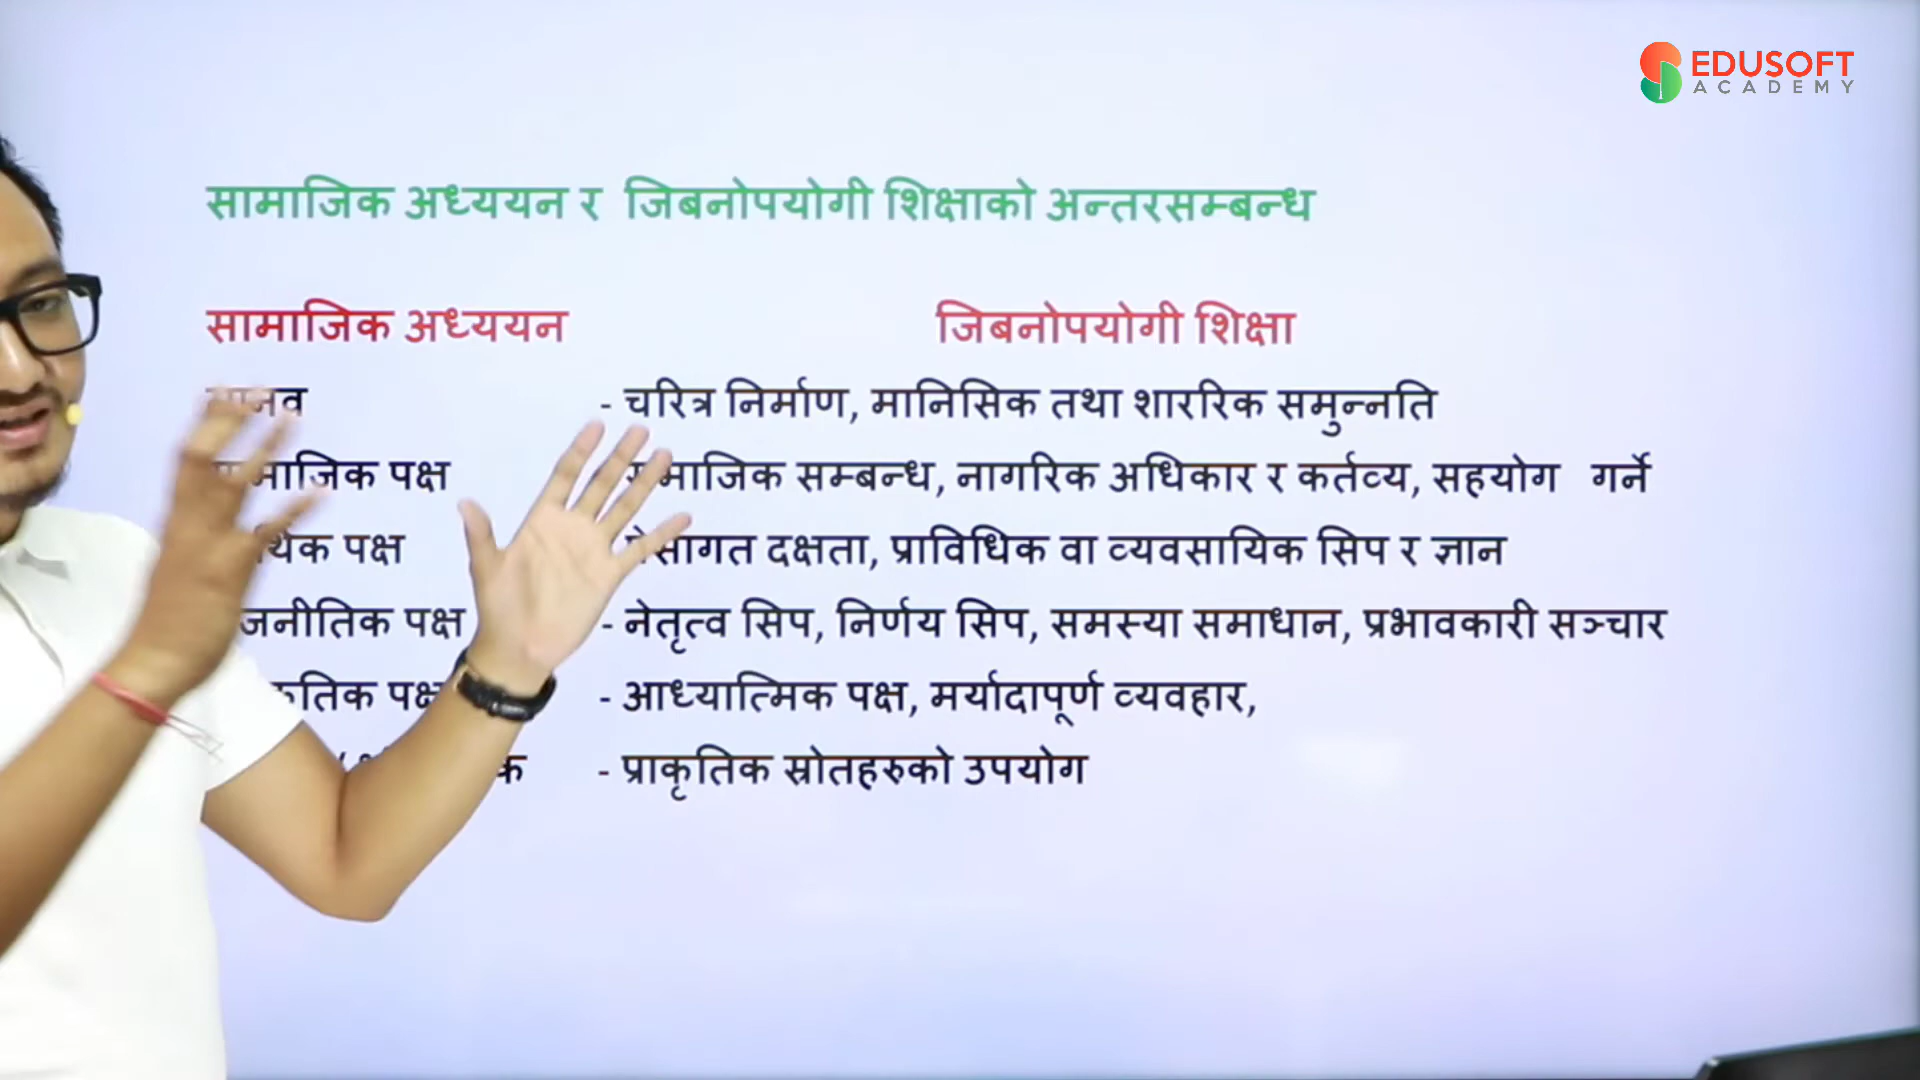 EDUSOFT
ACADEMY
सामाजिक अध्ययन र जिबनोपयोगी शिक्षाको अन्तरसम्बन्ध
सामाजिक अध्ययन जिबनोपयोगी शिक्षा
- चरित्र निर्माण, मानिसिक तथा शाररिक समुन्नति
पक्ष सम्बन्ध, नागरिक अधिकार र कर्तव्य, सहयोग गर्ने
पक्ष दक्षता, प्राविधिक वा व्यवसायिक सिप र ज्ञान
पक्ष - नेतृत्व सिप, निर्णय सिप, समस्या समाधान, प्रभावकारी सञ्चार
- आध्यात्मिक पक्ष, मर्यादापूर्ण व्यवहार,
- प्राकृतिक स्रोतहरुको उपयोग